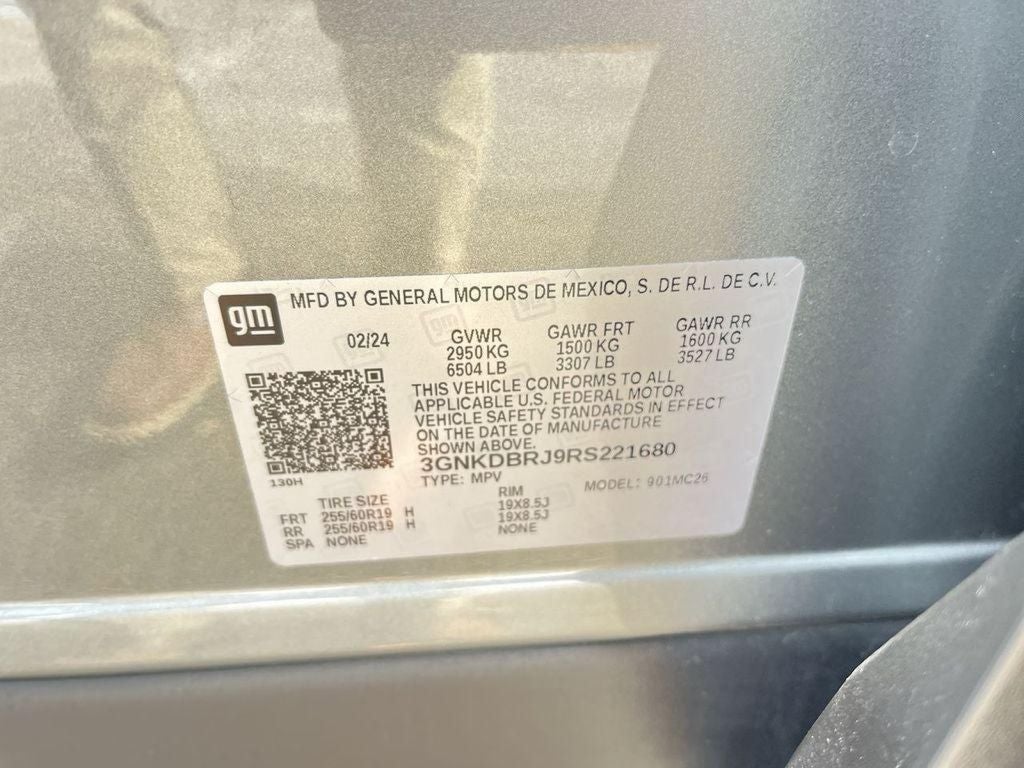 gm
MFD BY GENERAL MOTORS DE MEXICO, S. DE R.L. DE C.V.
02/24 GVWR GAWR FRT GAWR RR
2950 KG 1500 KG 1600 KG
6504 LB 3307 LB 3527 LB
THIS VEHICLE CONFORMS TO ALL
APPLICABLE U.S. FEDERAL MOTOR
VEHICLE SAFETY STANDARDS IN EFFECT
ON THE DATE OF MANUFACTURE
SHOWN ABOVE.
3GNKDBRJ9RS221680
130H
TYPE: MPV MODEL: 901MC26
TIRE SIZE RIM
FRT 255/60R19 H 19X8.5J
RR 255/60R19 H 19X8.5J
SPA NONE NONE